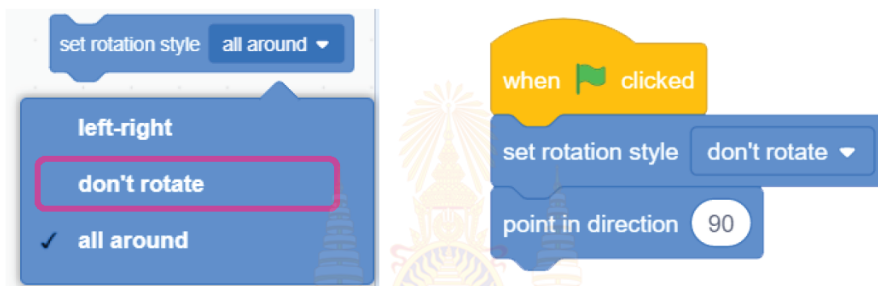 set rotation style all around
left-right
don't rotate
✓ all around
when clicked
set rotation style don't rotate
point in direction 90